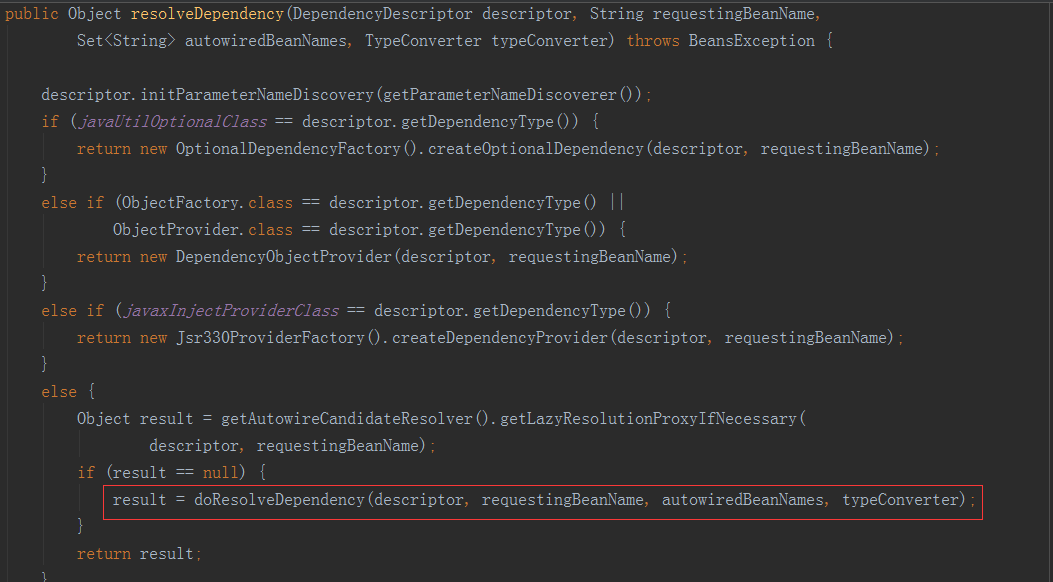 public Object resolveDependency(DependencyDescriptor descriptor, String requestingBeanName,
        Set<String> autowiredBeanNames, TypeConverter typeConverter) throws BeansException {
    descriptor.initParameterNameDiscovery(getParameterNameDiscoverer());
    if (javaUtilOptionalClass == descriptor.getDependencyType()) {
        return new OptionalDependencyFactory().createOptionalDependency(descriptor, requestingBeanName);
    }
    else if (ObjectFactory.class == descriptor.getDependencyType() ||
            ObjectProvider.class == descriptor.getDependencyType()) {
        return new DependencyObjectProvider(descriptor, requestingBeanName);
    }
    else if (javaxInjectProviderClass == descriptor.getDependencyType()) {
        return new Jsr330ProviderFactory().createDependencyProvider(descriptor, requestingBeanName);
    }
    else {
        Object result = getAutowireCandidateResolver().getLazyResolutionProxyIfNecessary(
                descriptor, requestingBeanName);
        if (result == null) {
            result = doResolveDependency(descriptor, requestingBeanName, autowiredBeanNames, typeConverter);
        }
        return result;
    }